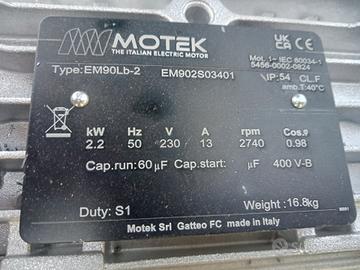 MOTEK
THE ITALIAN ELECTRIC MOTOR
UK CA CE
Mot. 1~ IEC 60034-1
5456-0002-0824
Type:EM90Lb-2 EM902S03401 IP:54 CL.F
amb.T:40°C
kW Hz V A rpm Cos.φ
2.2 50 230 13 2740 0.98
Cap.run:60µF Cap.start: µF 400 V-B
Duty: S1 Weight:16.8kg
Motek Srl Gatteo FC made in Italy
subito